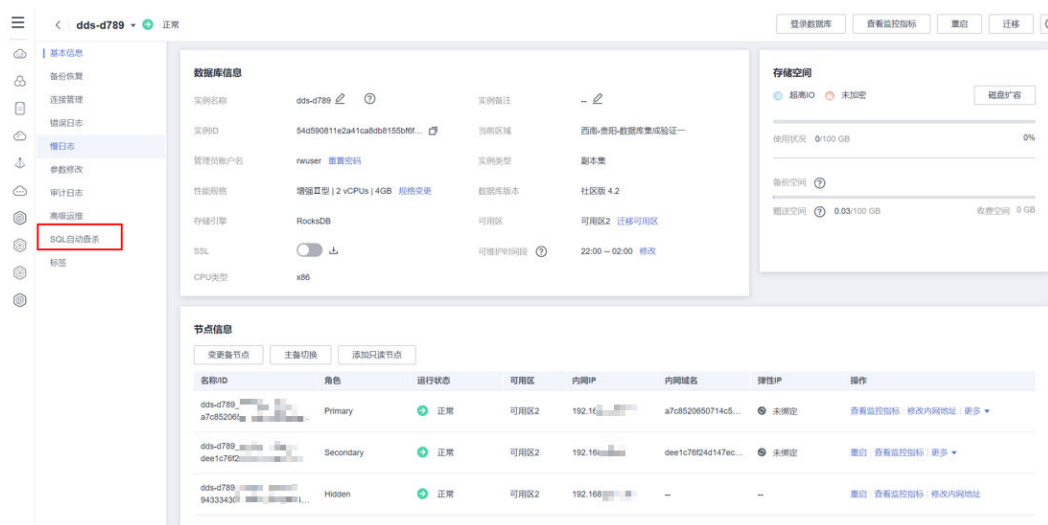 dds-d789 正常 登录数据库 查看监控指标 重启 迁移
基本信息
备份恢复
连接管理
错误日志
慢日志
参数修改
审计日志
高级运维
SQL自动查杀
标签
数据库信息
实例名称 dds-d789 实例备注 --
实例ID 54d590811e2a41ca8db8155bf6f... 当前区域 西南-贵阳-数据库集成验证一
管理员账户名 rwuser 重置密码 实例类型 副本集
性能规格 增强II型 | 2 vCPUs | 4GB 规格变更 数据库版本 社区版 4.2
存储引擎 RocksDB 可用区 可用区2 迁移可用区
SSL 可维护时间段 22:00 – 02:00 修改
CPU类型 x86
存储空间
超高IO 未加密 磁盘扩容
使用状况 0/100 GB 0%
备份空间
赠送空间 0.03/100 GB 收费空间 0 GB
节点信息
变更备节点 主备切换 添加只读节点
名称/ID 角色 运行状态 可用区 内网IP 内网域名 弹性IP 操作
dds-d789_
a7c85206 Primary 正常 可用区2 192.16 a7c8520650714c5... 未绑定 查看监控指标 修改内网地址 更多
dds-d789_
dee1c76f2 Secondary 正常 可用区2 192.16 dee1c76f24d147ec... 未绑定 重启 查看监控指标 更多
dds-d789_
9433343 Hidden 正常 可用区2 192.168 -- -- 重启 查看监控指标 修改内网地址